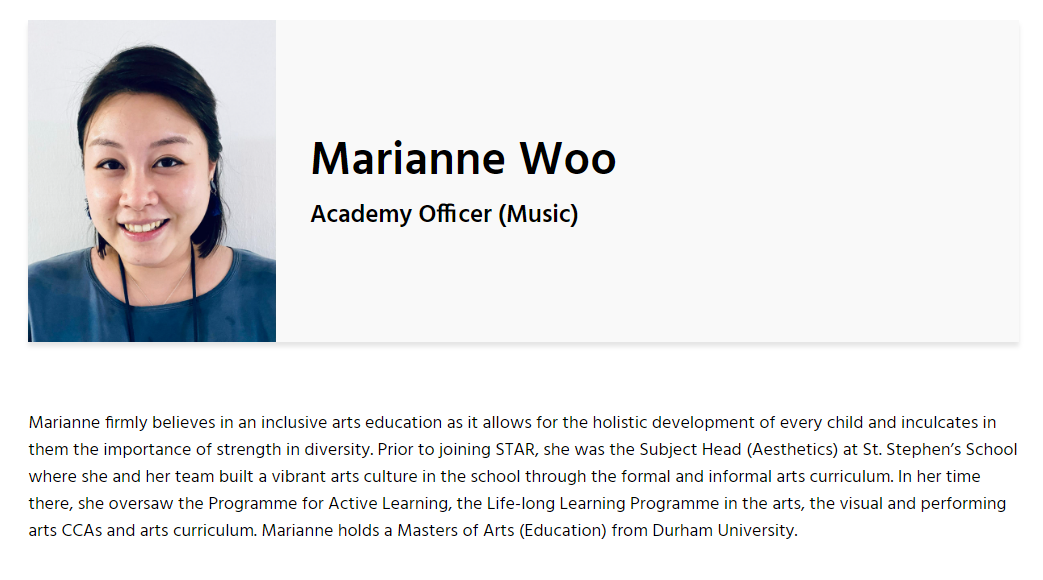 Marianne Woo
Academy Officer (Music)
Marianne firmly believes in an inclusive arts education as it allows for the holistic development of every child and inculcates in
them the importance of strength in diversity. Prior to joining STAR, she was the Subject Head (Aesthetics) at St. Stephen’s School
where she and her team built a vibrant arts culture in the school through the formal and informal arts curriculum. In her time
there, she oversaw the Programme for Active Learning, the Life-long Learning Programme in the arts, the visual and performing
arts CCAs and arts curriculum. Marianne holds a Masters of Arts (Education) from Durham University.